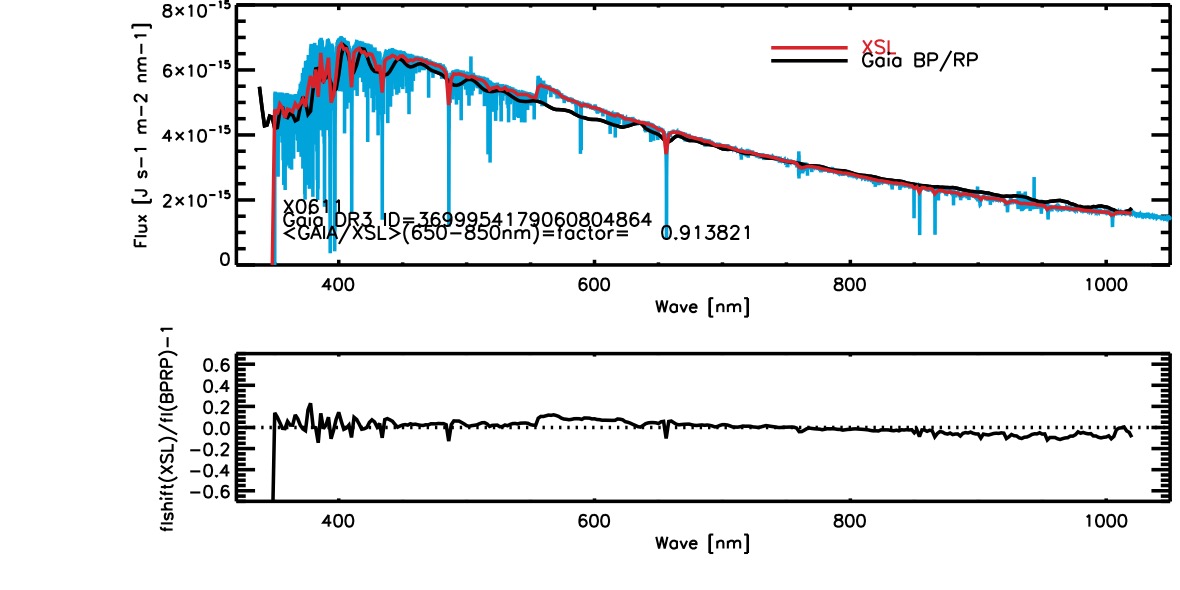 8×10−15
6×10−15
4×10−15
2×10−15
0
Flux [J s−1 m−2 nm−1]
XSL
Gaia BP/RP
X0611
Gaia DR3 ID=3699954179060804864
<GAIA/XSL>(650−850nm)=factor= 0.913821
400 600 800 1000
Wave [nm]
flshift(XSL)/fl(BPRP)−1
0.6
0.4
0.2
0.0
−0.2
−0.4
−0.6
400 600 800 1000
Wave [nm]